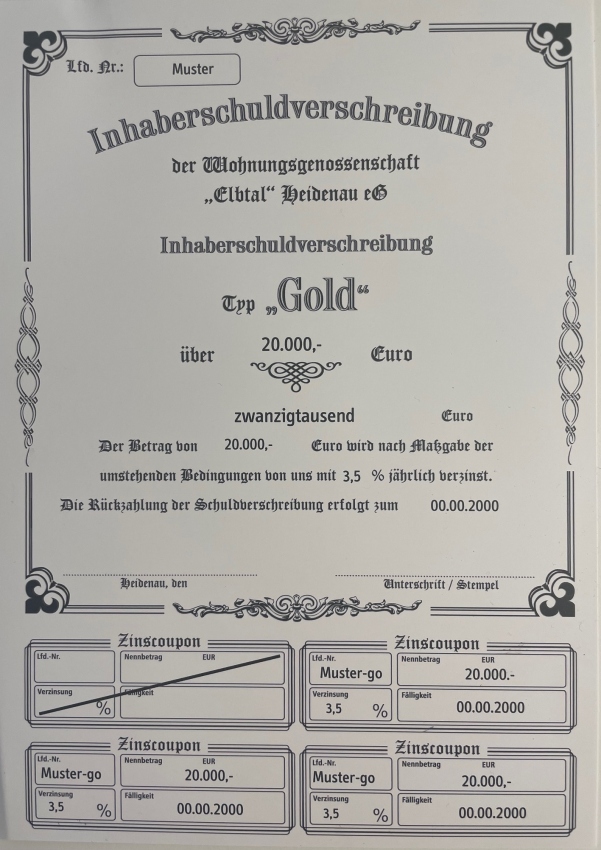 Lfd. Nr.: Muster
Inhaberschuldverschreibung
der Wohnungsgenossenschaft
„Elbtal“ Heidenau eG
Inhaberschuldverschreibung
Typ „Gold“
über 20.000,- Euro
zwanzigtausend Euro
Der Betrag von 20.000,- Euro wird nach Maßgabe der
umstehenden Bedingungen von uns mit 3,5 % jährlich verzinst.
Die Rückzahlung der Schuldverschreibung erfolgt zum 00.00.2000
Heidenau, den Unterschrift / Stempel
Zinscoupon
Lfd.-Nr. Nennbetrag EUR
Verzinsung Fälligkeit
%
Zinscoupon
Lfd.-Nr. Nennbetrag EUR
Muster-go 20.000.-
Verzinsung Fälligkeit
3,5 % 00.00.2000
Zinscoupon
Lfd.-Nr. Nennbetrag EUR
Muster-go 20.000,-
Verzinsung Fälligkeit
3,5 % 00.00.2000
Zinscoupon
Lfd.-Nr. Nennbetrag EUR
Muster-go 20.000,-
Verzinsung Fälligkeit
3,5 % 00.00.2000